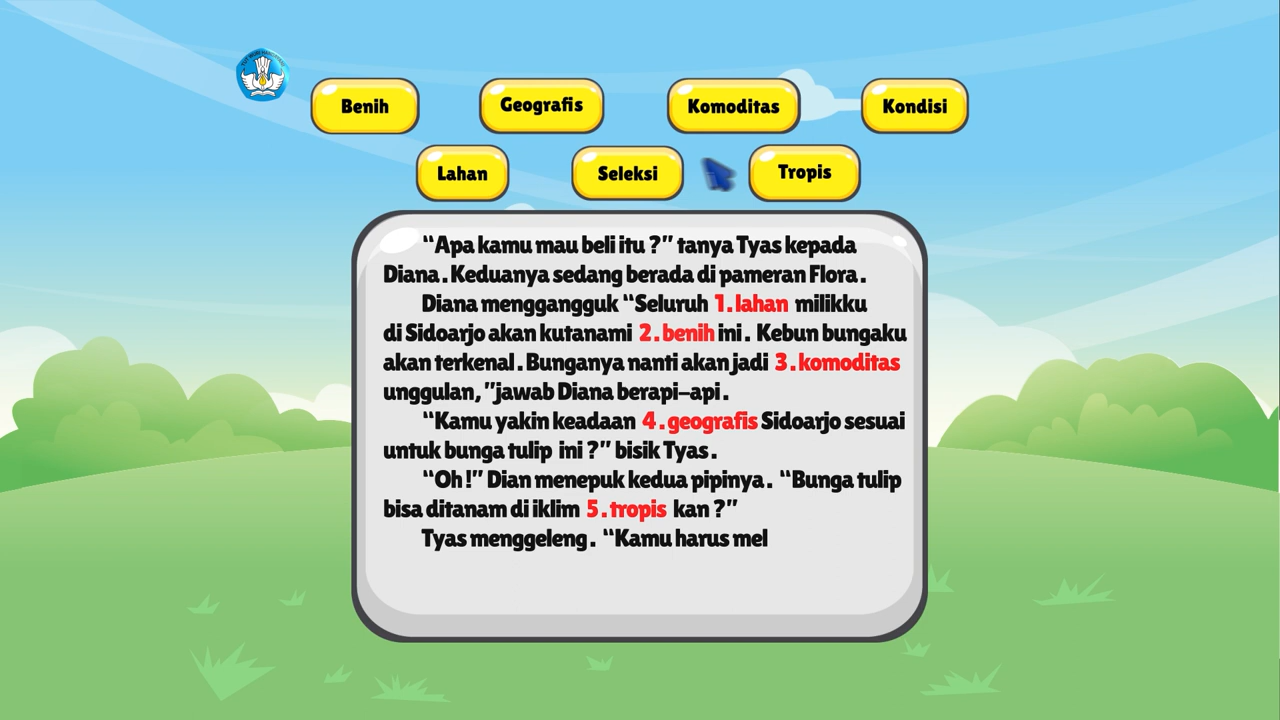 Benih Geografis Komoditas Kondisi
Lahan Seleksi Tropis
“Apa kamu mau beli itu ?” tanya Tyas kepada
Diana. Keduanya sedang berada di pameran Flora.
Diana menggangguk “Seluruh 1. lahan milikku
di Sidoarjo akan kutanami 2. benih ini. Kebun bungaku
akan terkenal. Bunganya nanti akan jadi 3. komoditas
unggulan, ”jawab Diana berapi-api.
“Kamu yakin keadaan 4. geografis Sidoarjo sesuai
untuk bunga tulip ini ?” bisik Tyas.
“Oh !” Dian menepuk kedua pipinya. “Bunga tulip
bisa ditanam di iklim 5. tropis kan ?”
Tyas menggeleng. “Kamu harus mel